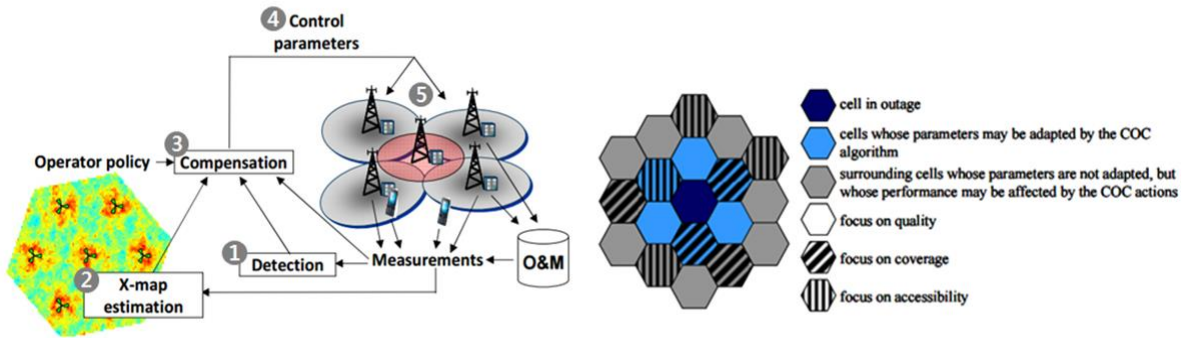 4 Control
parameters
5
3
Operator policy
Compensation
1
Detection
Measurements
O&M
2
X-map
estimation
cell in outage
cells whose parameters may be adapted by the COC
algorithm
surrounding cells whose parameters are not adapted, but
whose performance may be affected by the COC actions
focus on quality
focus on coverage
focus on accessibility